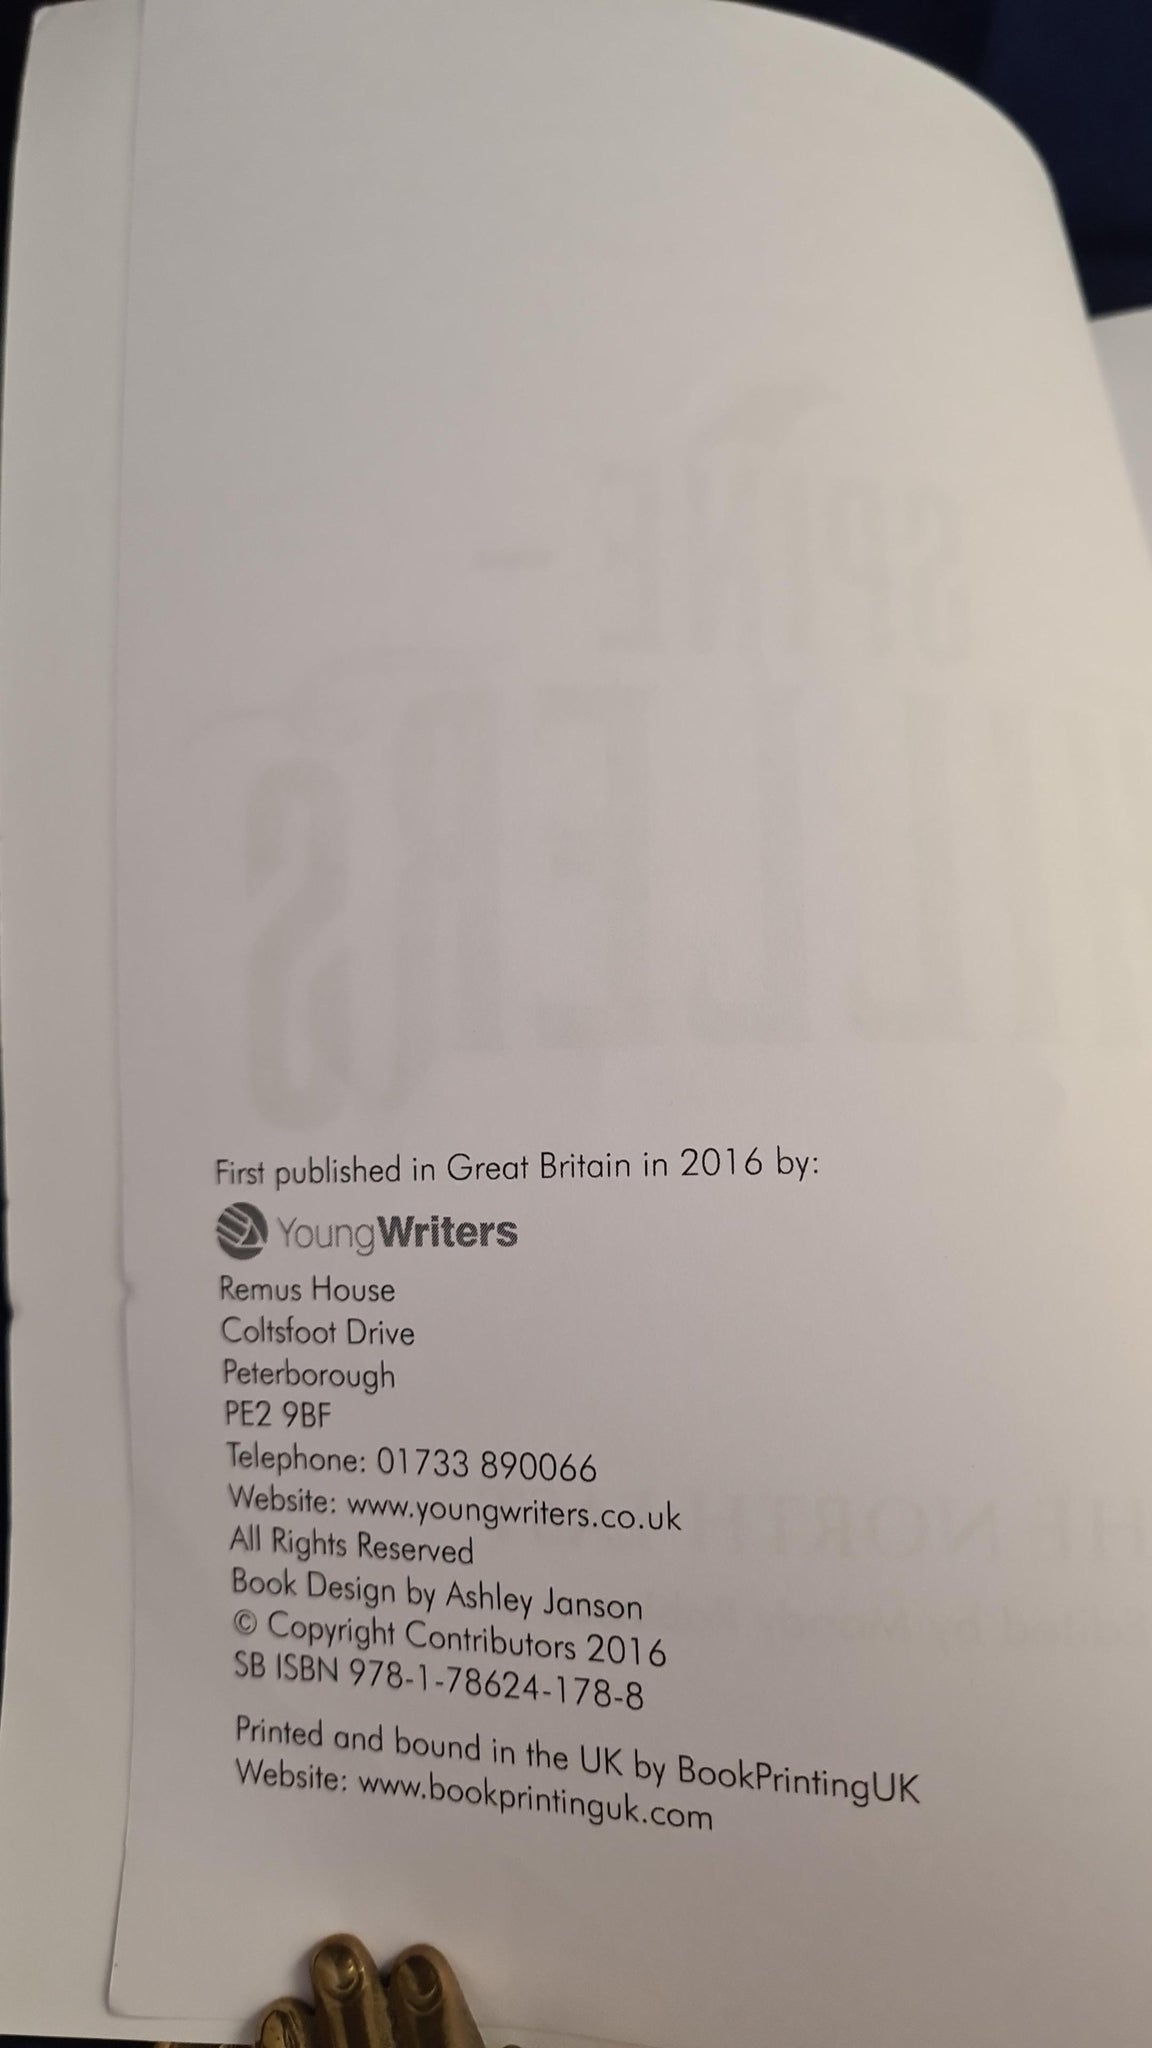 First published in Great Britain in 2016 by:
YoungWriters
Remus House
Coltsfoot Drive
Peterborough
PE2 9BF
Telephone: 01733 890066
Website: www.youngwriters.co.uk
All Rights Reserved
Book Design by Ashley Janson
© Copyright Contributors 2016
SB ISBN 978-1-78624-178-8
Printed and bound in the UK by BookPrintingUK
Website: www.bookprintinguk.com